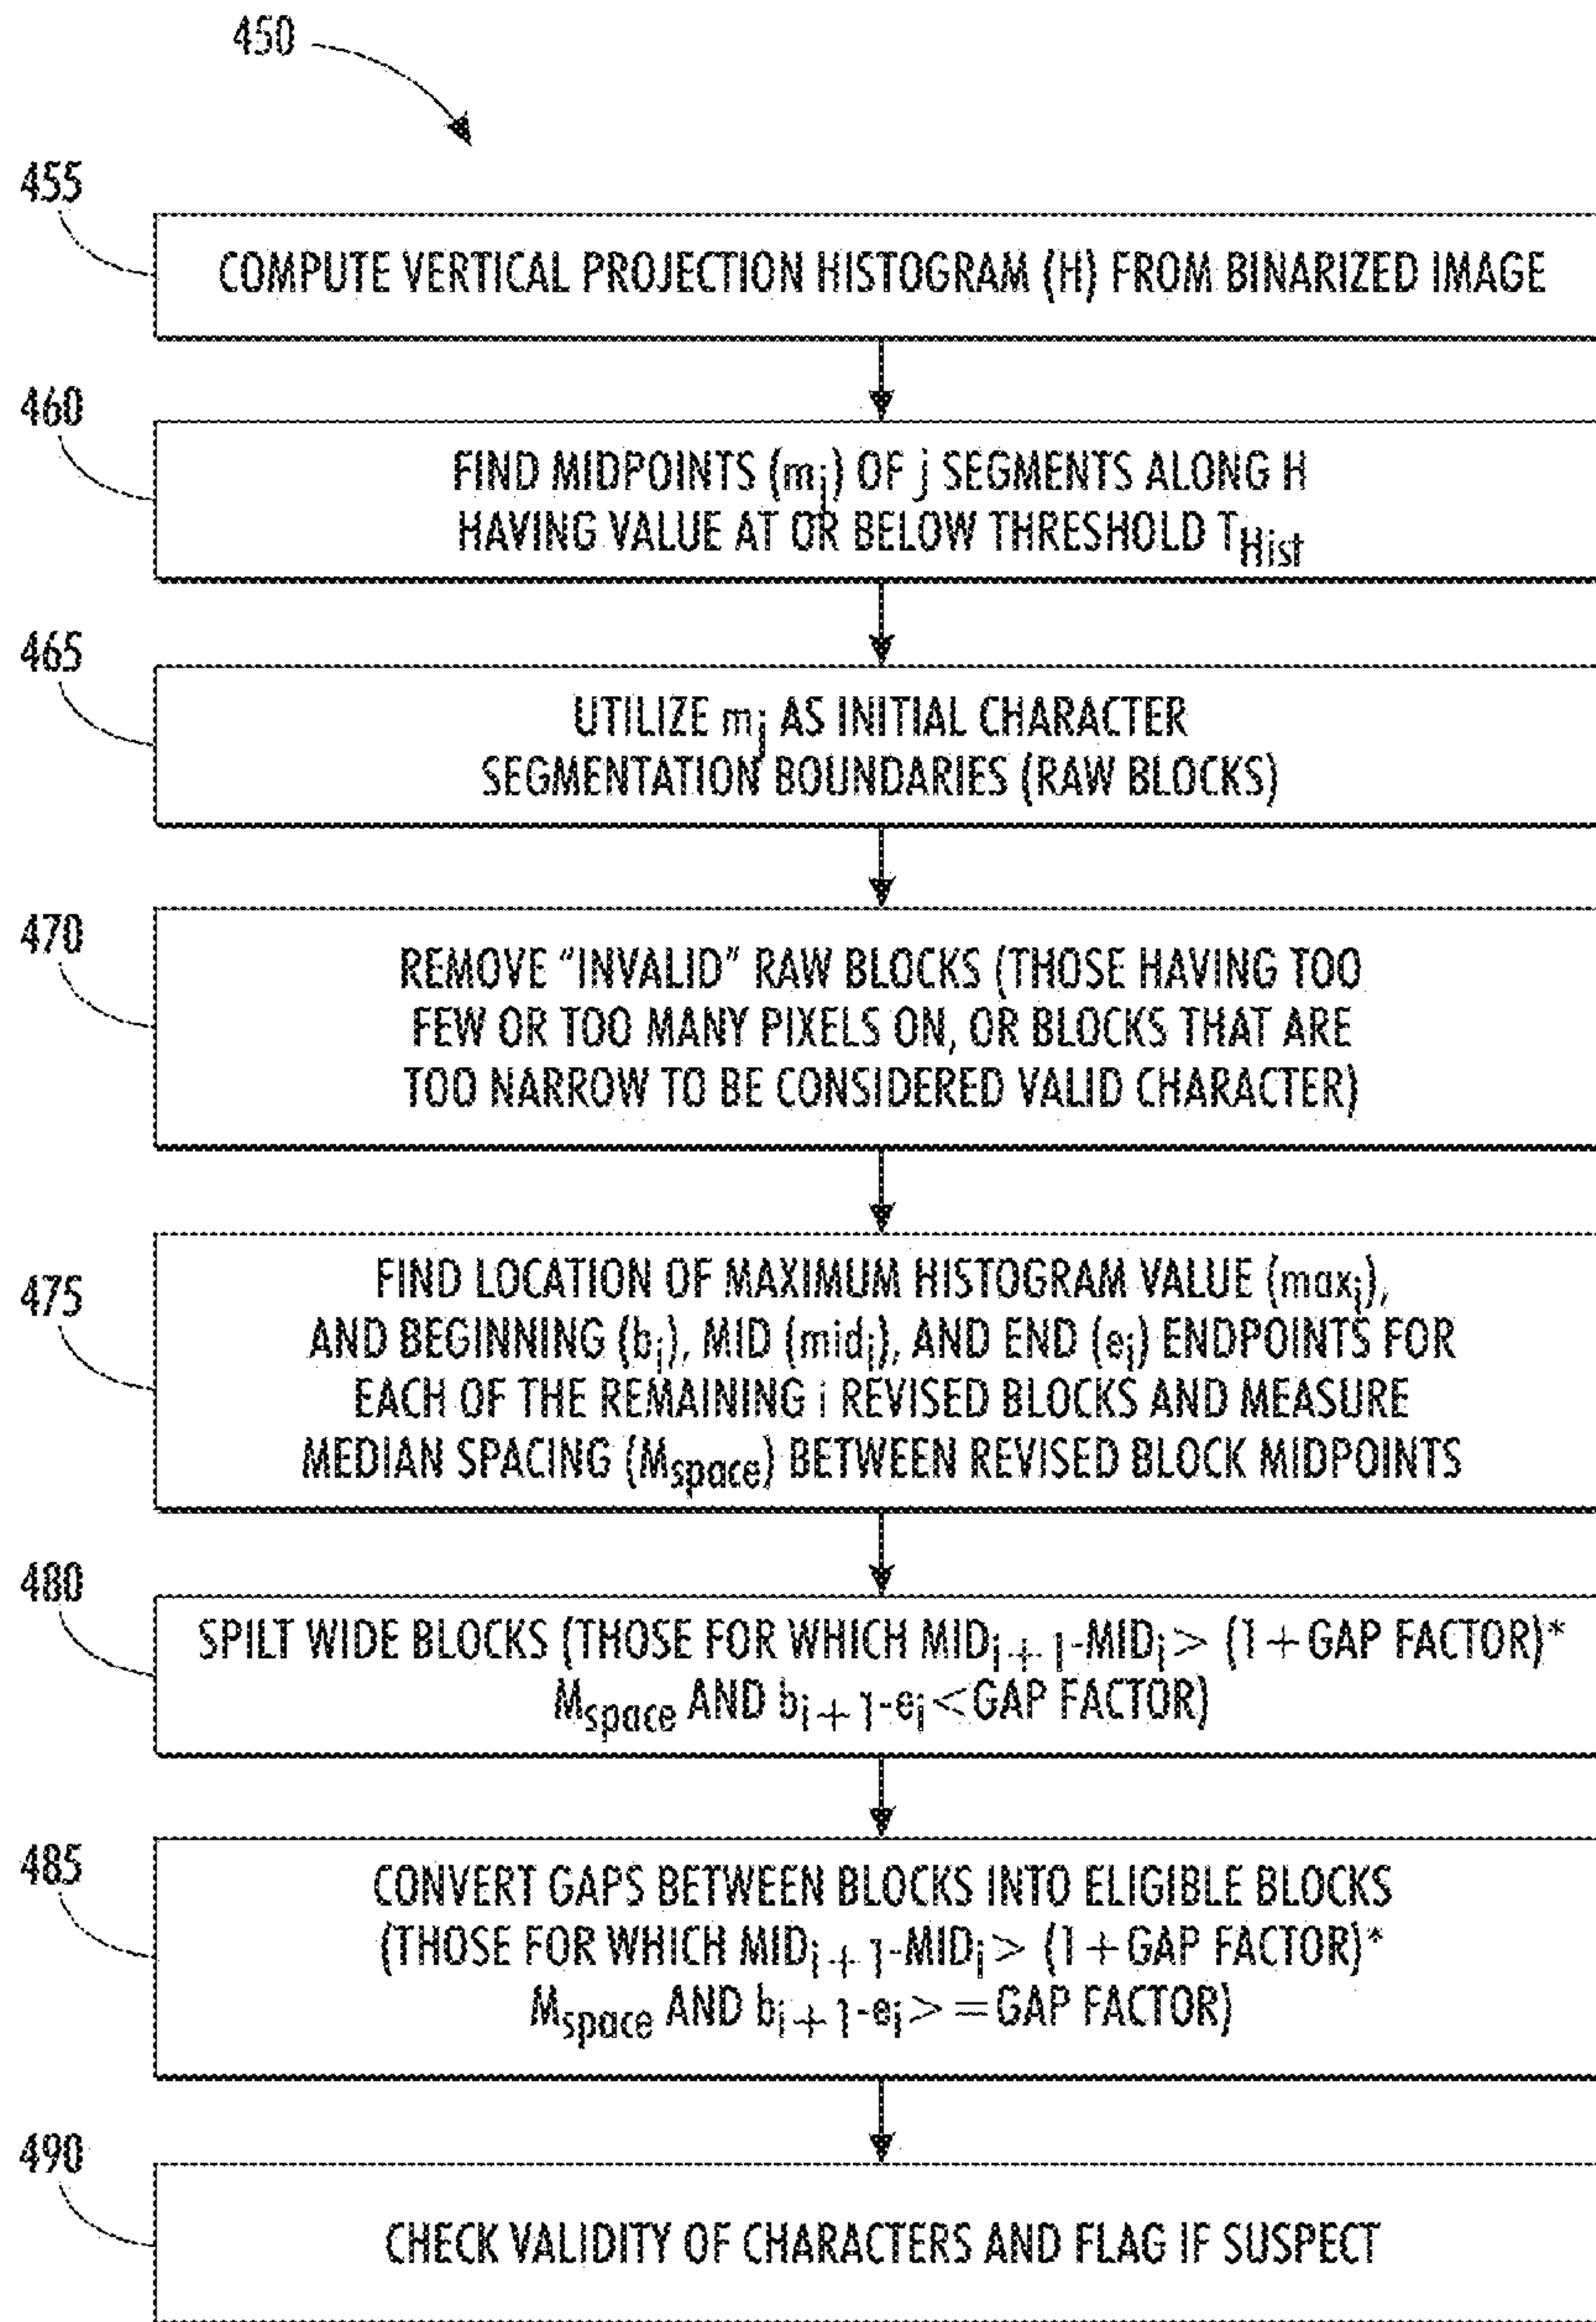 450
455
COMPUTE VERTICAL PROJECTION HISTOGRAM (H) FROM BINARIZED IMAGE
460
FIND MIDPOINTS (mj) OF j SEGMENTS ALONG H
HAVING VALUE AT OR BELOW THRESHOLD THist
465
UTILIZE mj AS INITIAL CHARACTER
SEGMENTATION BOUNDARIES (RAW BLOCKS)
470
REMOVE "INVALID" RAW BLOCKS (THOSE HAVING TOO
FEW OR TOO MANY PIXELS ON, OR BLOCKS THAT ARE
TOO NARROW TO BE CONSIDERED VALID CHARACTER)
475
FIND LOCATION OF MAXIMUM HISTOGRAM VALUE (maxi),
AND BEGINNING (bi), MID (midi), AND END (ei) ENDPOINTS FOR
EACH OF THE REMAINING i REVISED BLOCKS AND MEASURE
MEDIAN SPACING (Mspace) BETWEEN REVISED BLOCK MIDPOINTS
480
SPILT WIDE BLOCKS (THOSE FOR WHICH MIDi+1-MIDi> (1+GAP FACTOR)*
Mspace AND bi+1-ei<GAP FACTOR)
485
CONVERT GAPS BETWEEN BLOCKS INTO ELIGIBLE BLOCKS
(THOSE FOR WHICH MIDi+1-MIDi> (1+GAP FACTOR)*
Mspace AND bi+1-ei>=GAP FACTOR)
490
CHECK VALIDITY OF CHARACTERS AND FLAG IF SUSPECT